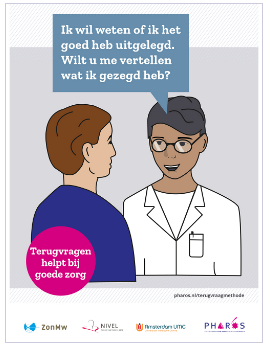 Ik wil weten of ik het
goed heb uitgelegd.
Wilt u me vertellen
wat ik gezegd heb?
Terugvragen
helpt bij
goede zorg
pharos.nl/terugvraagmethode
ZonMw
NIVEL
Amsterdam UMC
PHAROS